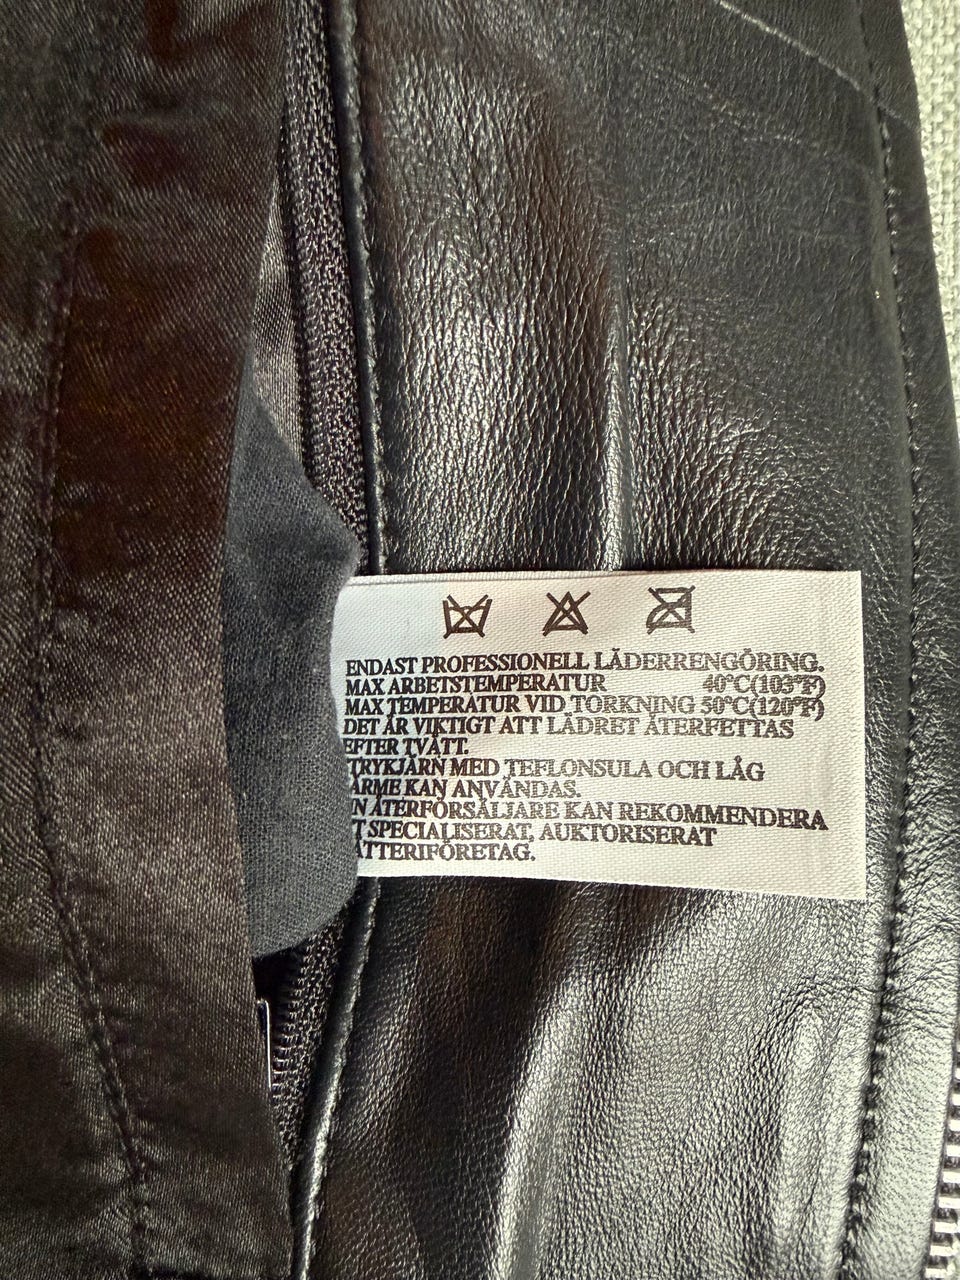 ENDAST PROFESSIONELL LÄDERRENGÖRING.
MAX ARBETSTEMPERATUR 40°C(103°F)
MAX TEMPERATUR VID TORKNING 50°C(120°F)
DET ÄR VIKTIGT ATT LÄDRET ÅTERFETTAS
EFTER TVÄTT.
TRYKJÄRN MED TEFLONSULA OCH LÅG
ÄRME KAN ANVÄNDAS.
N ÅTERFÖRSÄLJARE KAN REKOMMENDERA
T SPECIALISERAT, AUKTORISERAT
ÄTTERIFÖRETAG.